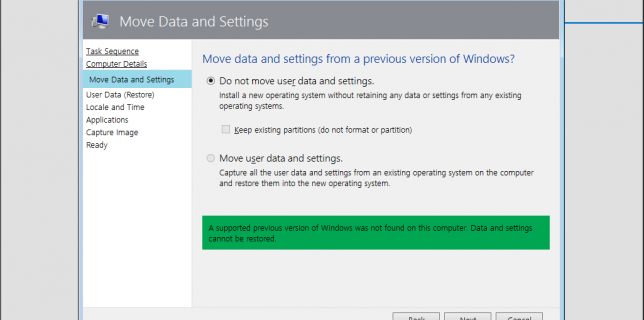 Move Data and Settings
Task Sequence
Computer Details
Move Data and Settings
User Data (Restore)
Locale and Time
Applications
Capture Image
Ready
Move data and settings from a previous version of Windows?
Do not move user data and settings.
Install a new operating system without retaining any data or settings from any existing
operating systems.
Keep existing partitions (do not format or partition)
Move user data and settings.
Capture all the user data and settings from an existing operating system on the computer
and restore them into the new operating system.
A supported previous version of Windows was not found on this computer. Data and settings
cannot be restored.
Back Next Cancel